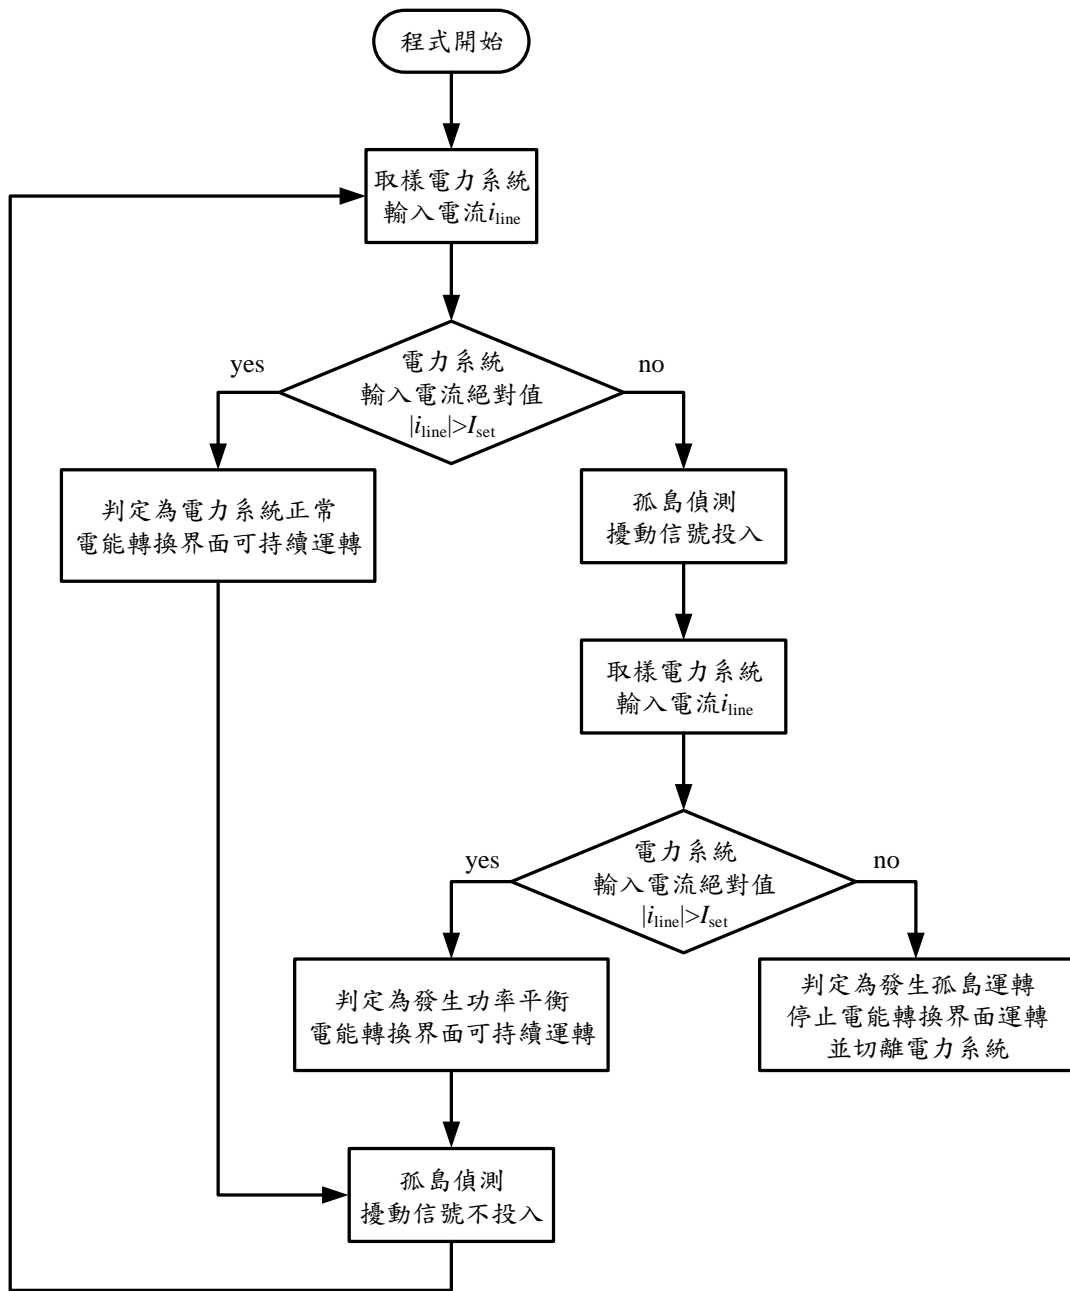 程式開始
取樣電力系統
輸入電流iline
電力系統
輸入電流絕對值
|iline|>Iset
yes
no
判定為電力系統正常
電能轉換界面可持續運轉
孤島偵測
擾動信號投入
取樣電力系統
輸入電流iline
電力系統
輸入電流絕對值
|iline|>Iset
yes
no
判定為發生功率平衡
電能轉換界面可持續運轉
判定為發生孤島運轉
停止電能轉換界面運轉
並切離電力系統
孤島偵測
擾動信號不投入